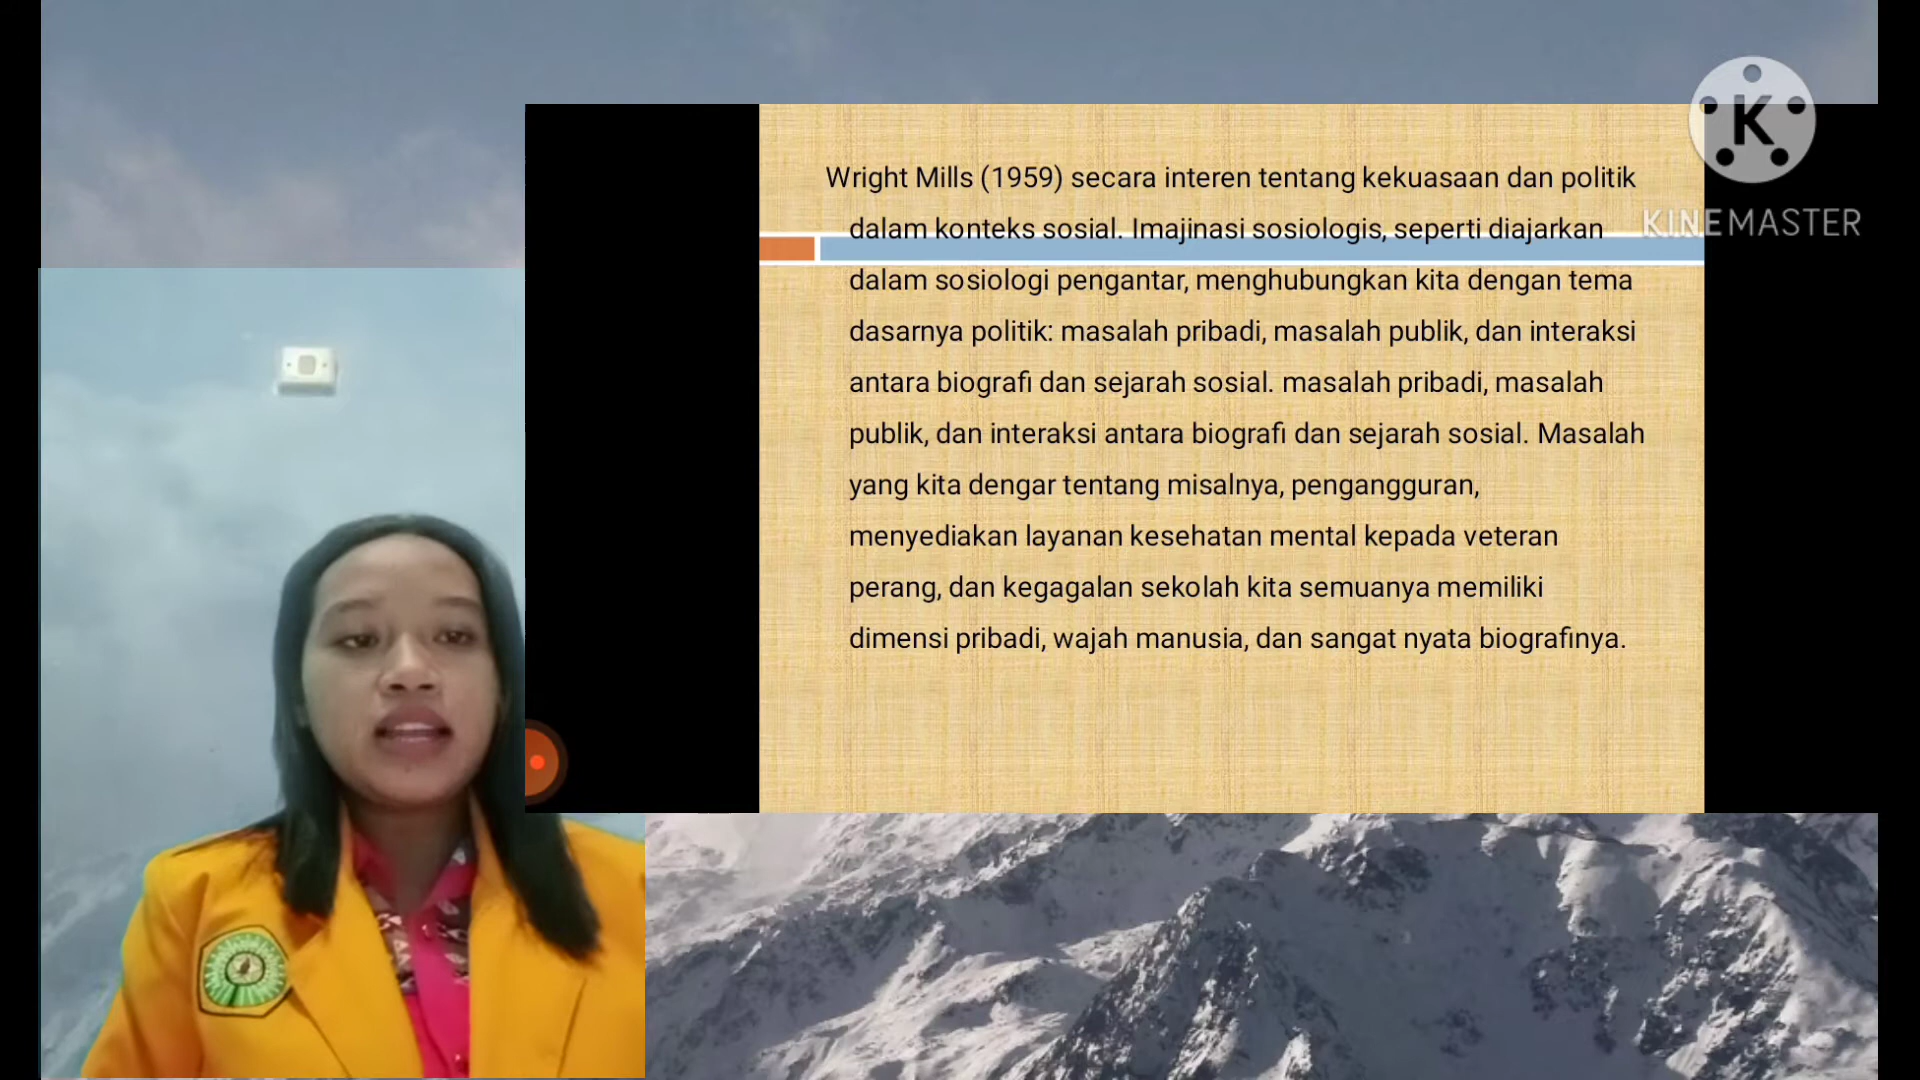 Wright Mills (1959) secara interen tentang kekuasaan dan politik
dalam konteks sosial. Imajinasi sosiologis, seperti diajarkan
dalam sosiologi pengantar, menghubungkan kita dengan tema
dasarnya politik: masalah pribadi, masalah publik, dan interaksi
antara biografi dan sejarah sosial. masalah pribadi, masalah
publik, dan interaksi antara biografi dan sejarah sosial. Masalah
yang kita dengar tentang misalnya, pengangguran,
menyediakan layanan kesehatan mental kepada veteran
perang, dan kegagalan sekolah kita semuanya memiliki
dimensi pribadi, wajah manusia, dan sangat nyata biografinya.
K
KINEMASTER